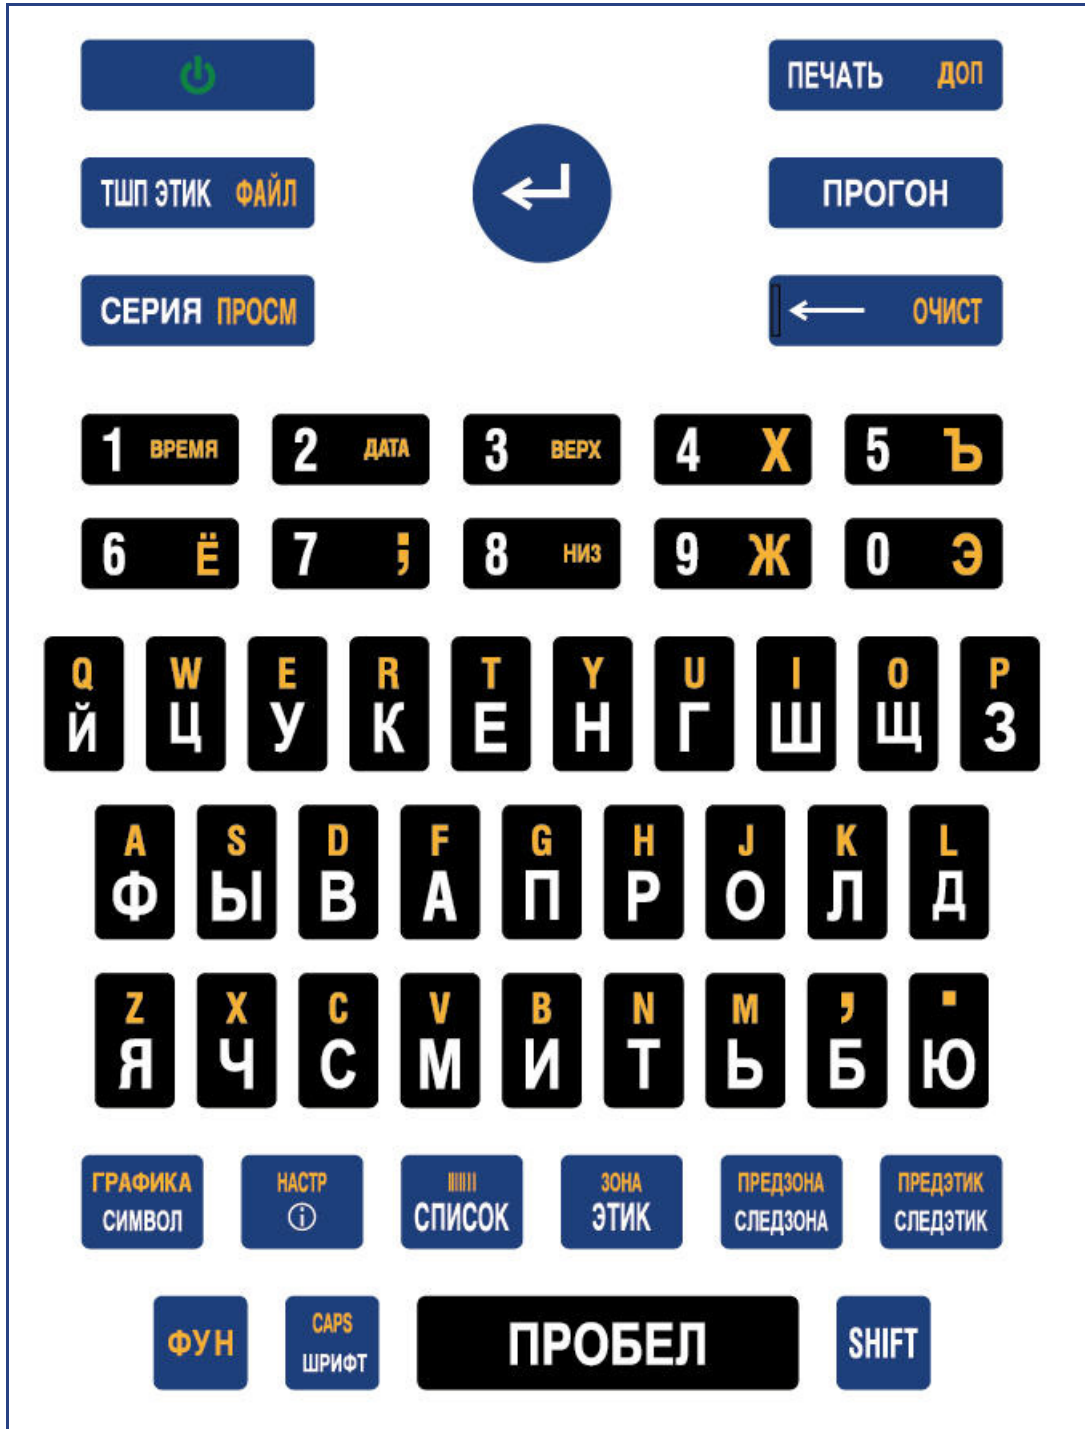 ПЕЧАТЬ ДОП
ТШП ЭТИК ФАЙЛ
ПРОГОН
СЕРИЯ ПРОСМ
ОЧИСТ
1 ВРЕМЯ 2 ДАТА 3 ВЕРХ 4 Х 5 Ъ
6 Ё 7 ; 8 НИЗ 9 Ж 0 Э
Q W E R T Y U I O P
Й Ц У К Е Н Г Ш Щ З
A S D F G H J K L
Ф Ы В А П Р О Л Д
Z X C V B N M , .
Я Ч С М И Т Ь Б Ю
ГРАФИКА НАСТР ЗОНА ПРЕДЗОНА ПРЕДЭТИК
СИМВОЛ i СПИСОК ЭТИК СЛЕДЗОНА СЛЕДЭТИК
ФУН CAPS ПРОБЕЛ SHIFT
ШРИФТ